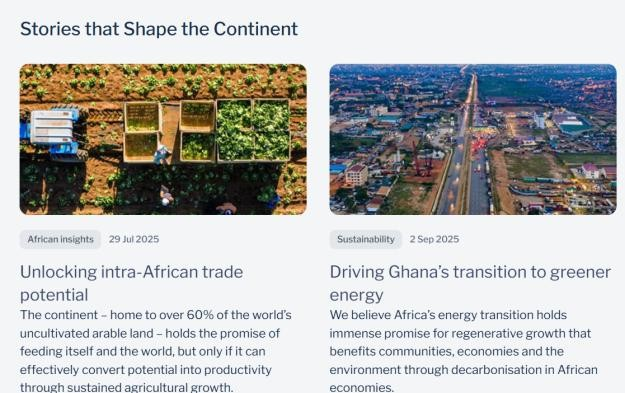 Stories that Shape the Continent
African insights 29 Jul 2025
Unlocking intra-African trade
potential
The continent – home to over 60% of the world’s
uncultivated arable land – holds the promise of
feeding itself and the world, but only if it can
effectively convert potential into productivity
through sustained agricultural growth.
Sustainability 2 Sep 2025
Driving Ghana’s transition to greener
energy
We believe Africa’s energy transition holds
immense promise for regenerative growth that
benefits communities, economies and the
environment through decarbonisation in African
economies.